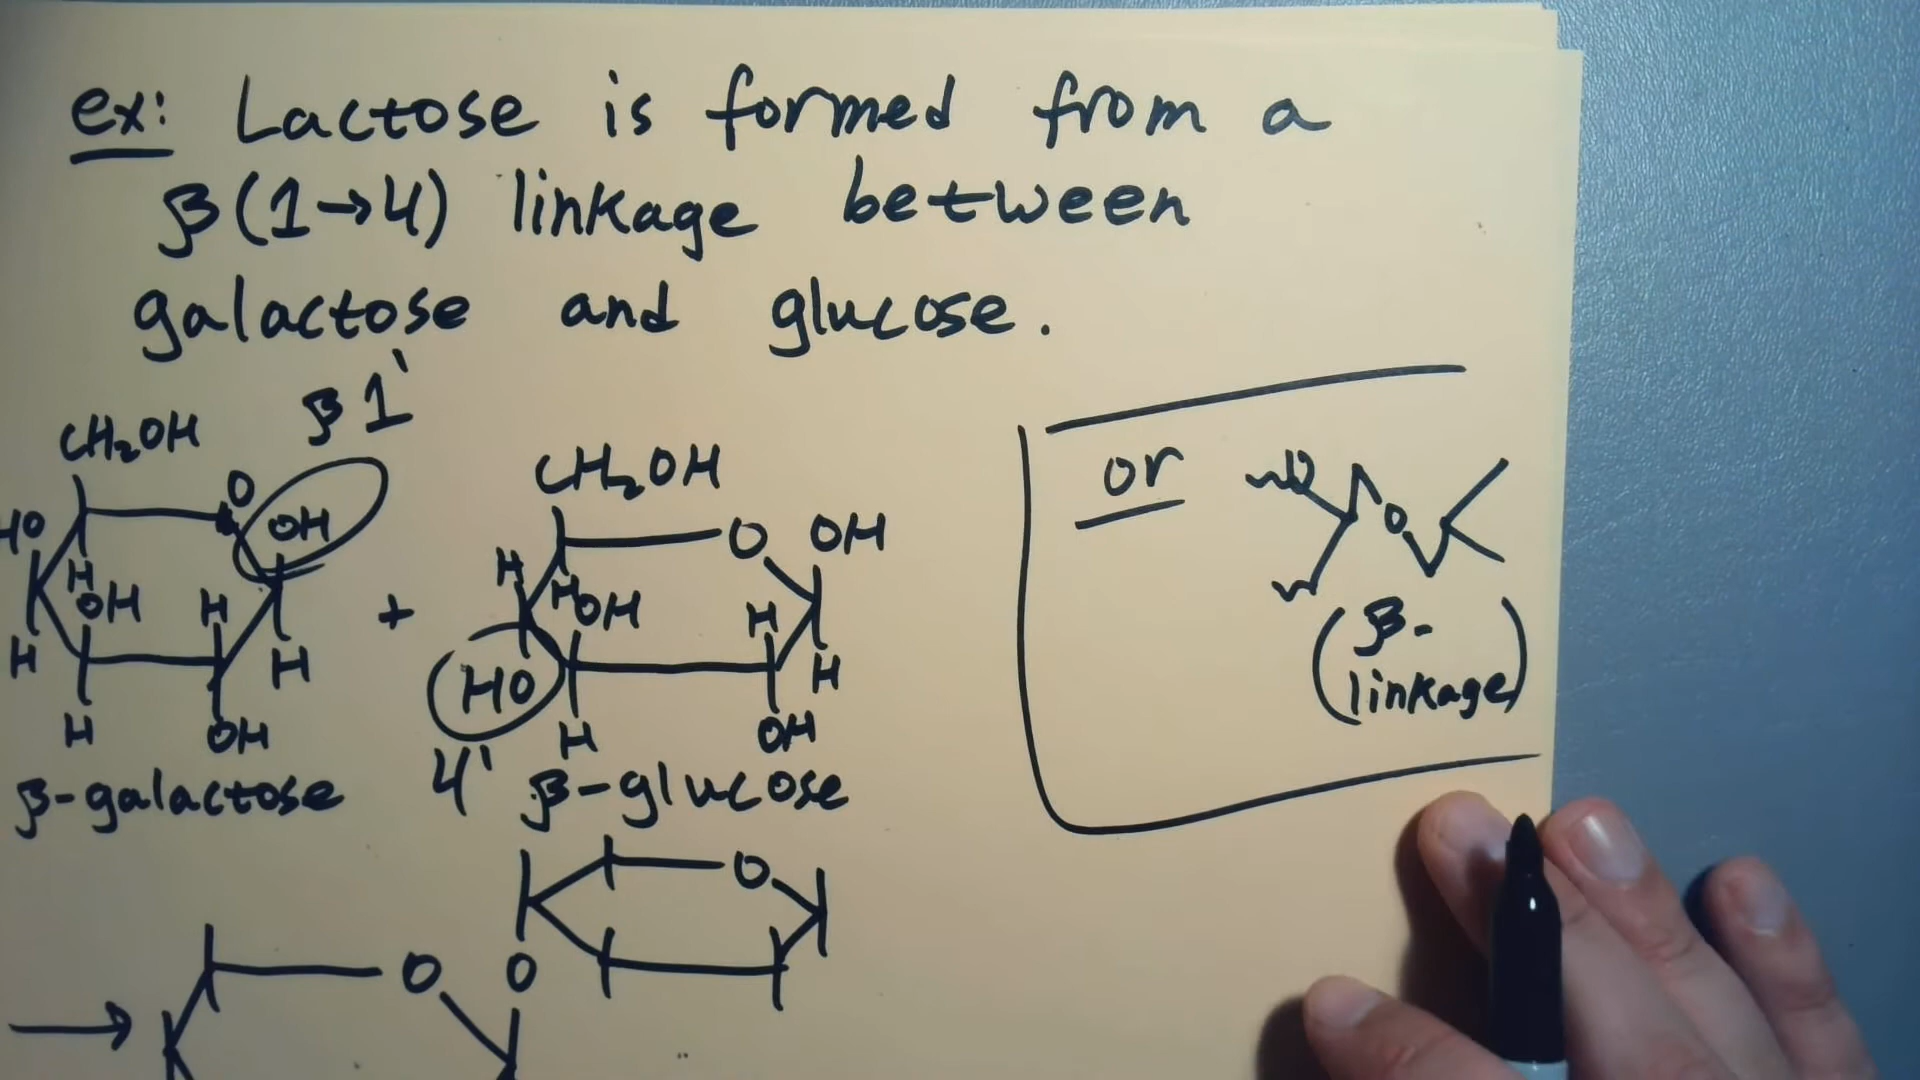 ex: Lactose is formed from a
β(1→4) linkage between
galactose and glucose.
β1'
CH₂OH
O
OH
HO
H
OH
H
H
H
H
OH
β-galactose
+
CH₂OH
O
OH
H
H
OH
H
HO
H
H
OH
4'
β-glucose
or
O
O
(β-
linkage)
→
O
O
O